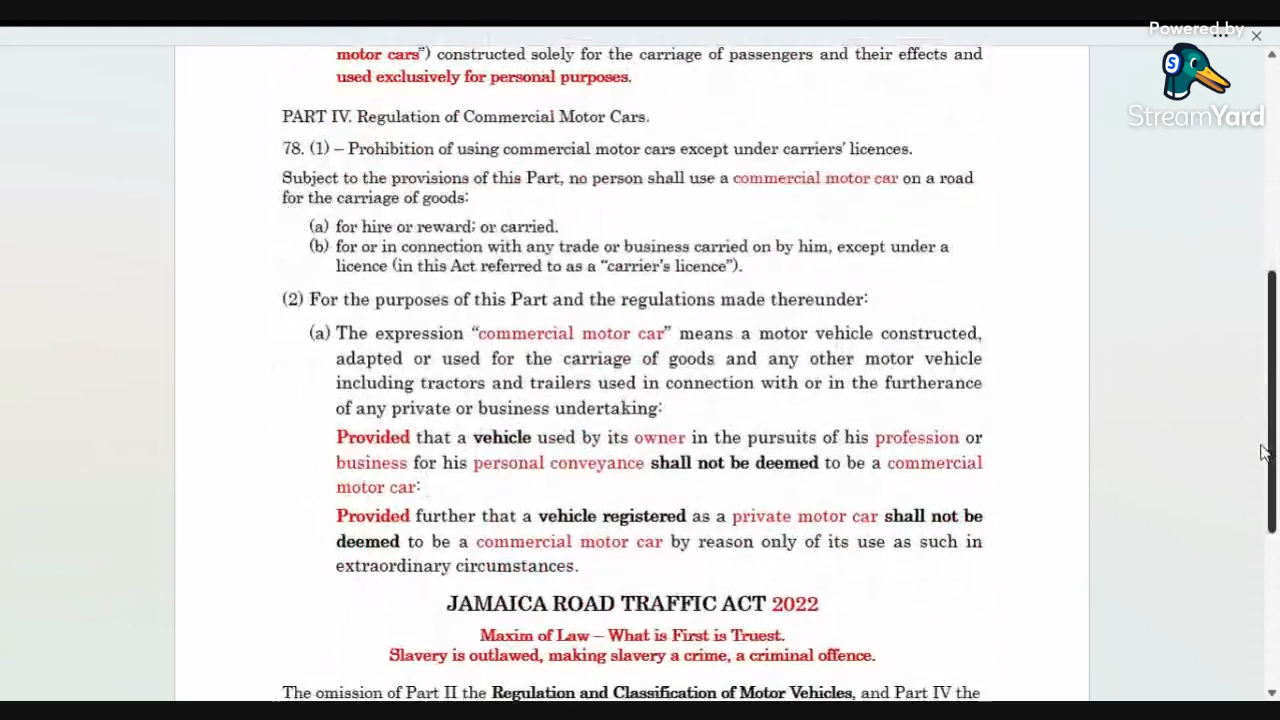 Powered by
StreamYard
motor cars”) constructed solely for the carriage of passengers and their effects and
used exclusively for personal purposes.
PART IV. Regulation of Commercial Motor Cars.
78. (1) – Prohibition of using commercial motor cars except under carriers’ licences.
Subject to the provisions of this Part, no person shall use a commercial motor car on a road
for the carriage of goods:
(a) for hire or reward; or carried.
(b) for or in connection with any trade or business carried on by him, except under a
licence (in this Act referred to as a “carrier’s licence”).
(2) For the purposes of this Part and the regulations made thereunder:
(a) The expression “commercial motor car” means a motor vehicle constructed,
adapted or used for the carriage of goods and any other motor vehicle
including tractors and trailers used in connection with or in the furtherance
of any private or business undertaking:
Provided that a vehicle used by its owner in the pursuits of his profession or
business for his personal conveyance shall not be deemed to be a commercial
motor car:
Provided further that a vehicle registered as a private motor car shall not be
deemed to be a commercial motor car by reason only of its use as such in
extraordinary circumstances.
JAMAICA ROAD TRAFFIC ACT 2022
Maxim of Law – What is First is Truest.
Slavery is outlawed, making slavery a crime, a criminal offence.
The omission of Part II the Regulation and Classification of Motor Vehicles, and Part IV the